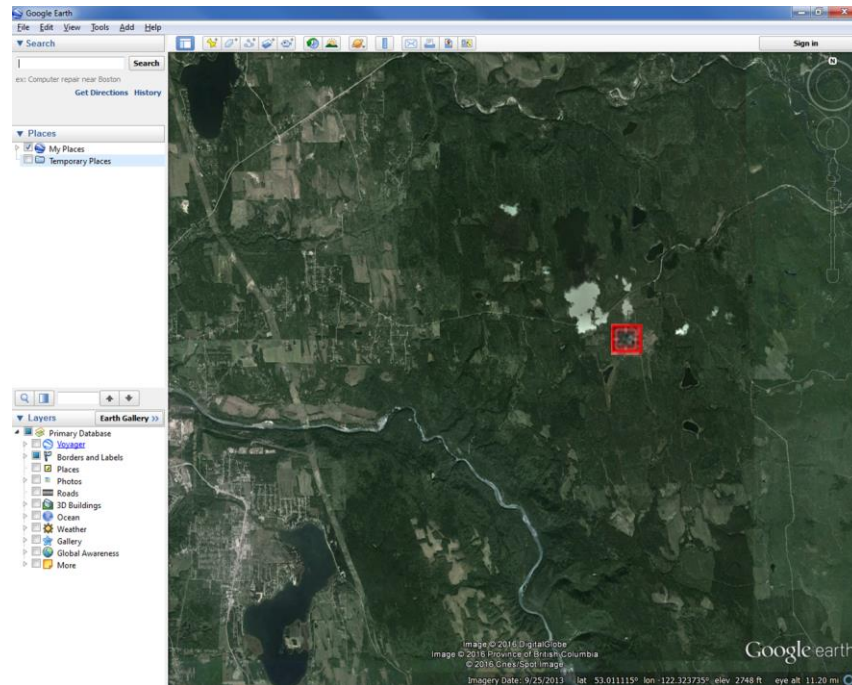 Google Earth
File Edit View Tools Add Help
Search
Search
ex: Computer repair near Boston
Get Directions History
Places
My Places
Temporary Places
Layers
Earth Gallery >>
Primary Database
Voyager
Borders and Labels
Places
Photos
Roads
3D Buildings
Ocean
Weather
Gallery
Global Awareness
More
Sign in
N
Image © 2016 DigitalGlobe
Image © 2016 Province of British Columbia
© 2016 Cnes/Spot Image
Google earth
Imagery Date: 9/25/2013 lat 53.011115° lon -122.323735° elev 2748 ft eye alt 11.20 mi